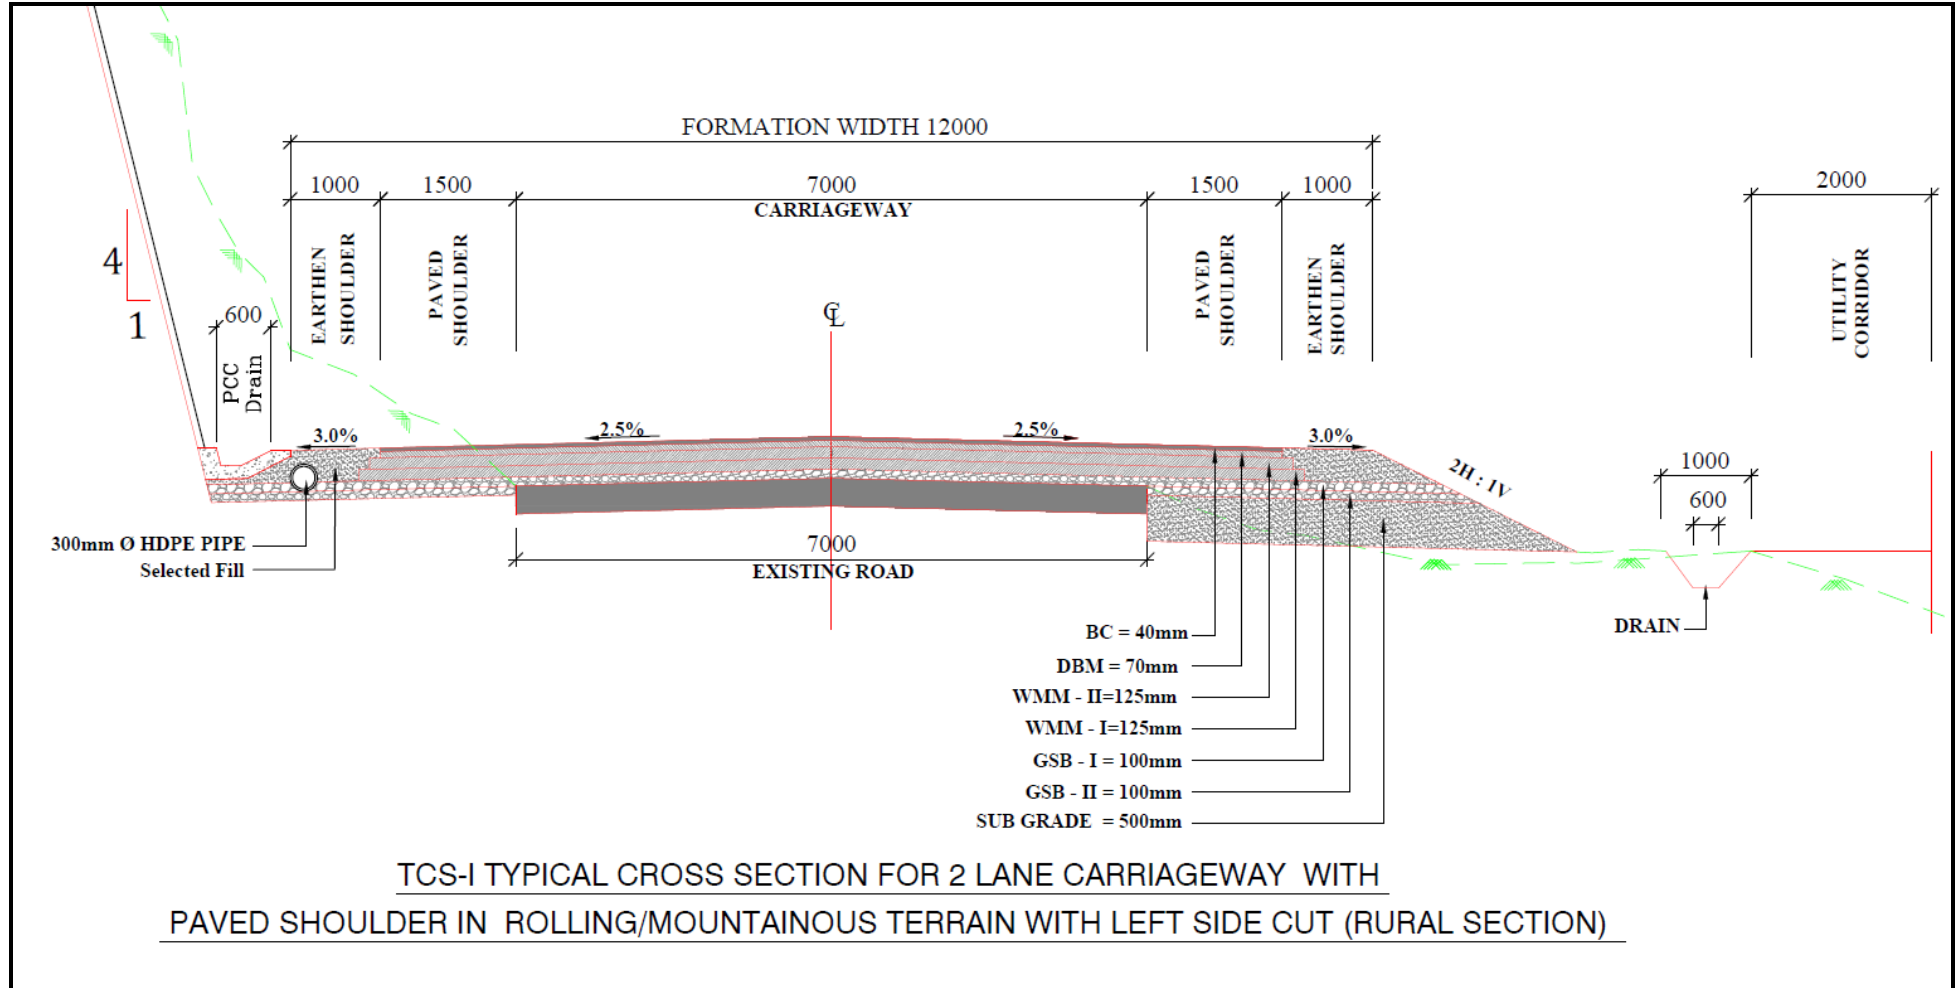 FORMATION WIDTH 12000
1000
1500
7000
1500
1000
2000
CARRIAGEWAY
EARTHEN
SHOULDER
PAVED
SHOULDER
PAVED
SHOULDER
EARTHEN
SHOULDER
UTILITY
CORRIDOR
4
1
600
PCC
Drain
℄
3.0%
2.5%
2.5%
3.0%
2H : 1V
1000
600
300mm Ø HDPE PIPE
Selected Fill
7000
EXISTING ROAD
DRAIN
BC = 40mm
DBM = 70mm
WMM - II=125mm
WMM - I=125mm
GSB - I = 100mm
GSB - II = 100mm
SUB GRADE = 500mm
TCS-I TYPICAL CROSS SECTION FOR 2 LANE CARRIAGEWAY WITH
PAVED SHOULDER IN ROLLING/MOUNTAINOUS TERRAIN WITH LEFT SIDE CUT (RURAL SECTION)